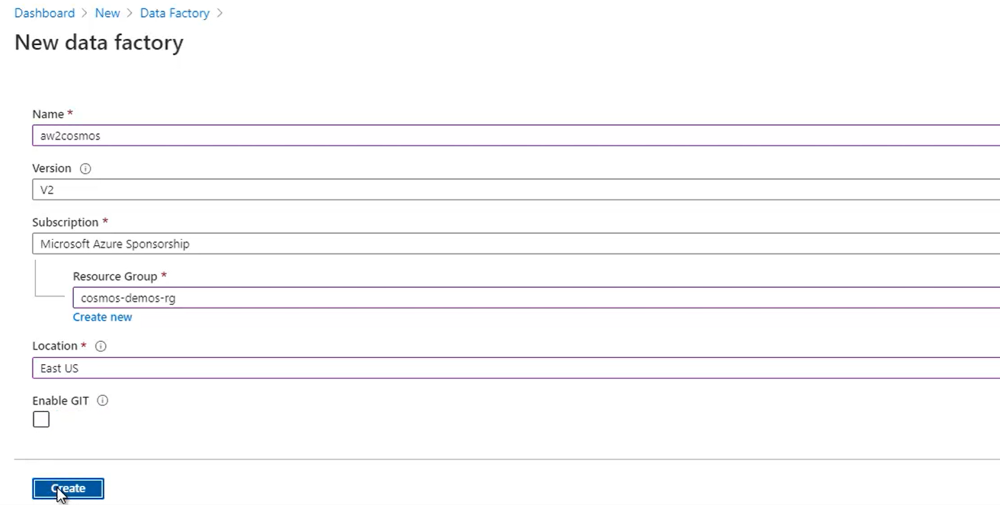 Dashboard > New > Data Factory >
New data factory
Name *
aw2cosmos
Version
V2
Subscription *
Microsoft Azure Sponsorship
Resource Group *
cosmos-demos-rg
Create new
Location *
East US
Enable GIT
Create